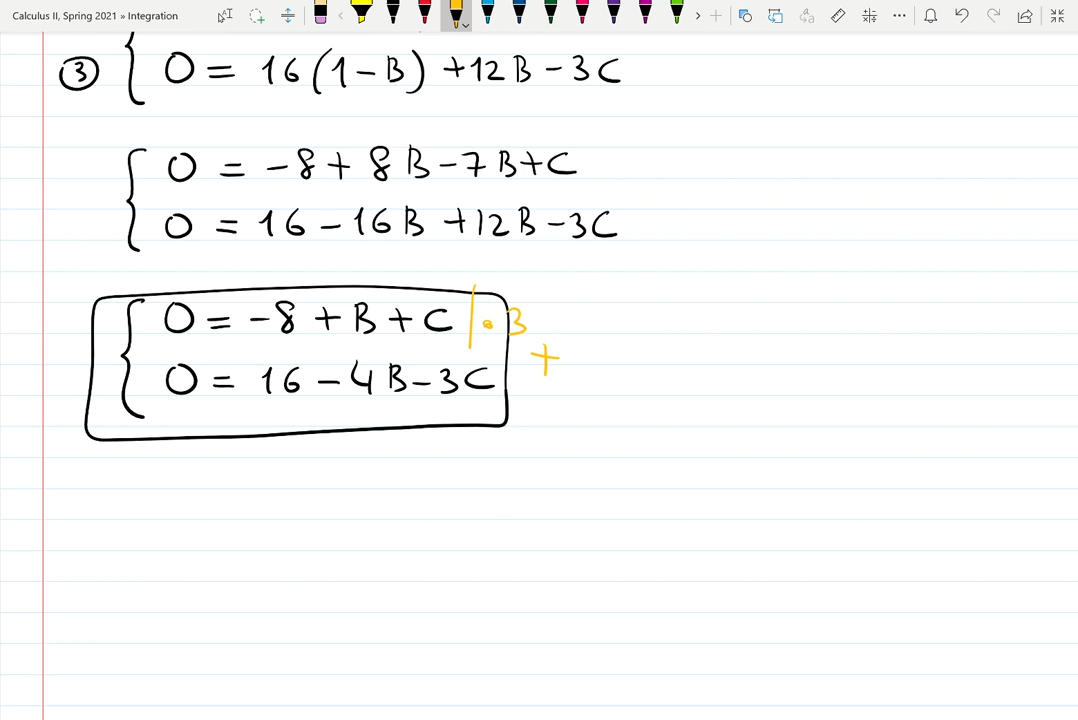 Calculus II, Spring 2021 » Integration
③ { 0 = 16(1-B) + 12B - 3C
{ 0 = -8 + 8B - 7B + C
0 = 16 - 16B + 12B - 3C
{ 0 = -8 + B + C | · 3
+
0 = 16 - 4B - 3C